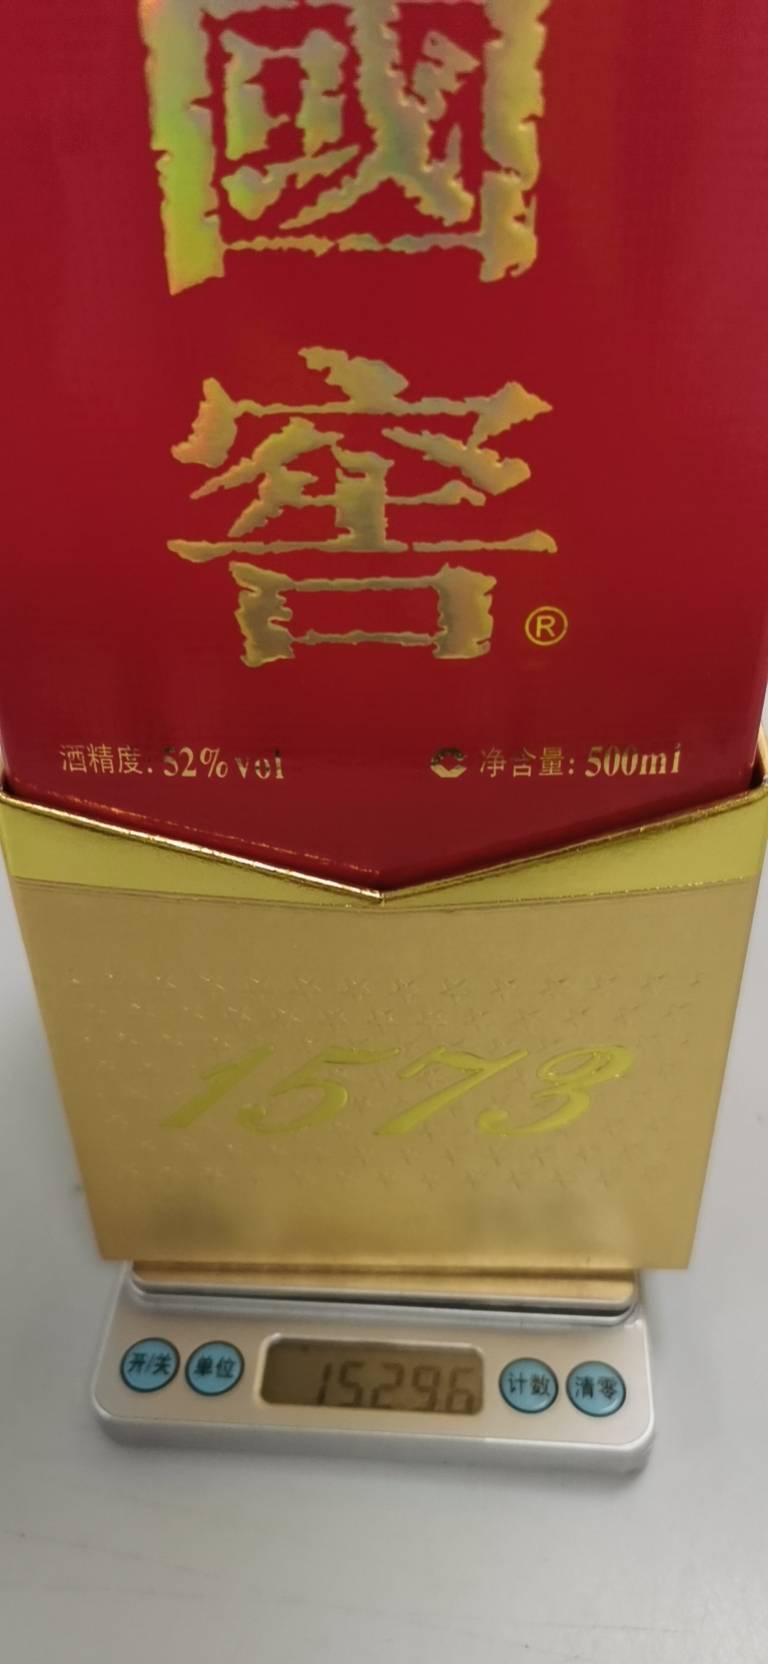 國
窖
®
酒精度: 52%vol 净含量: 500ml
1573
开/关 单位 1529.6 计数 清零